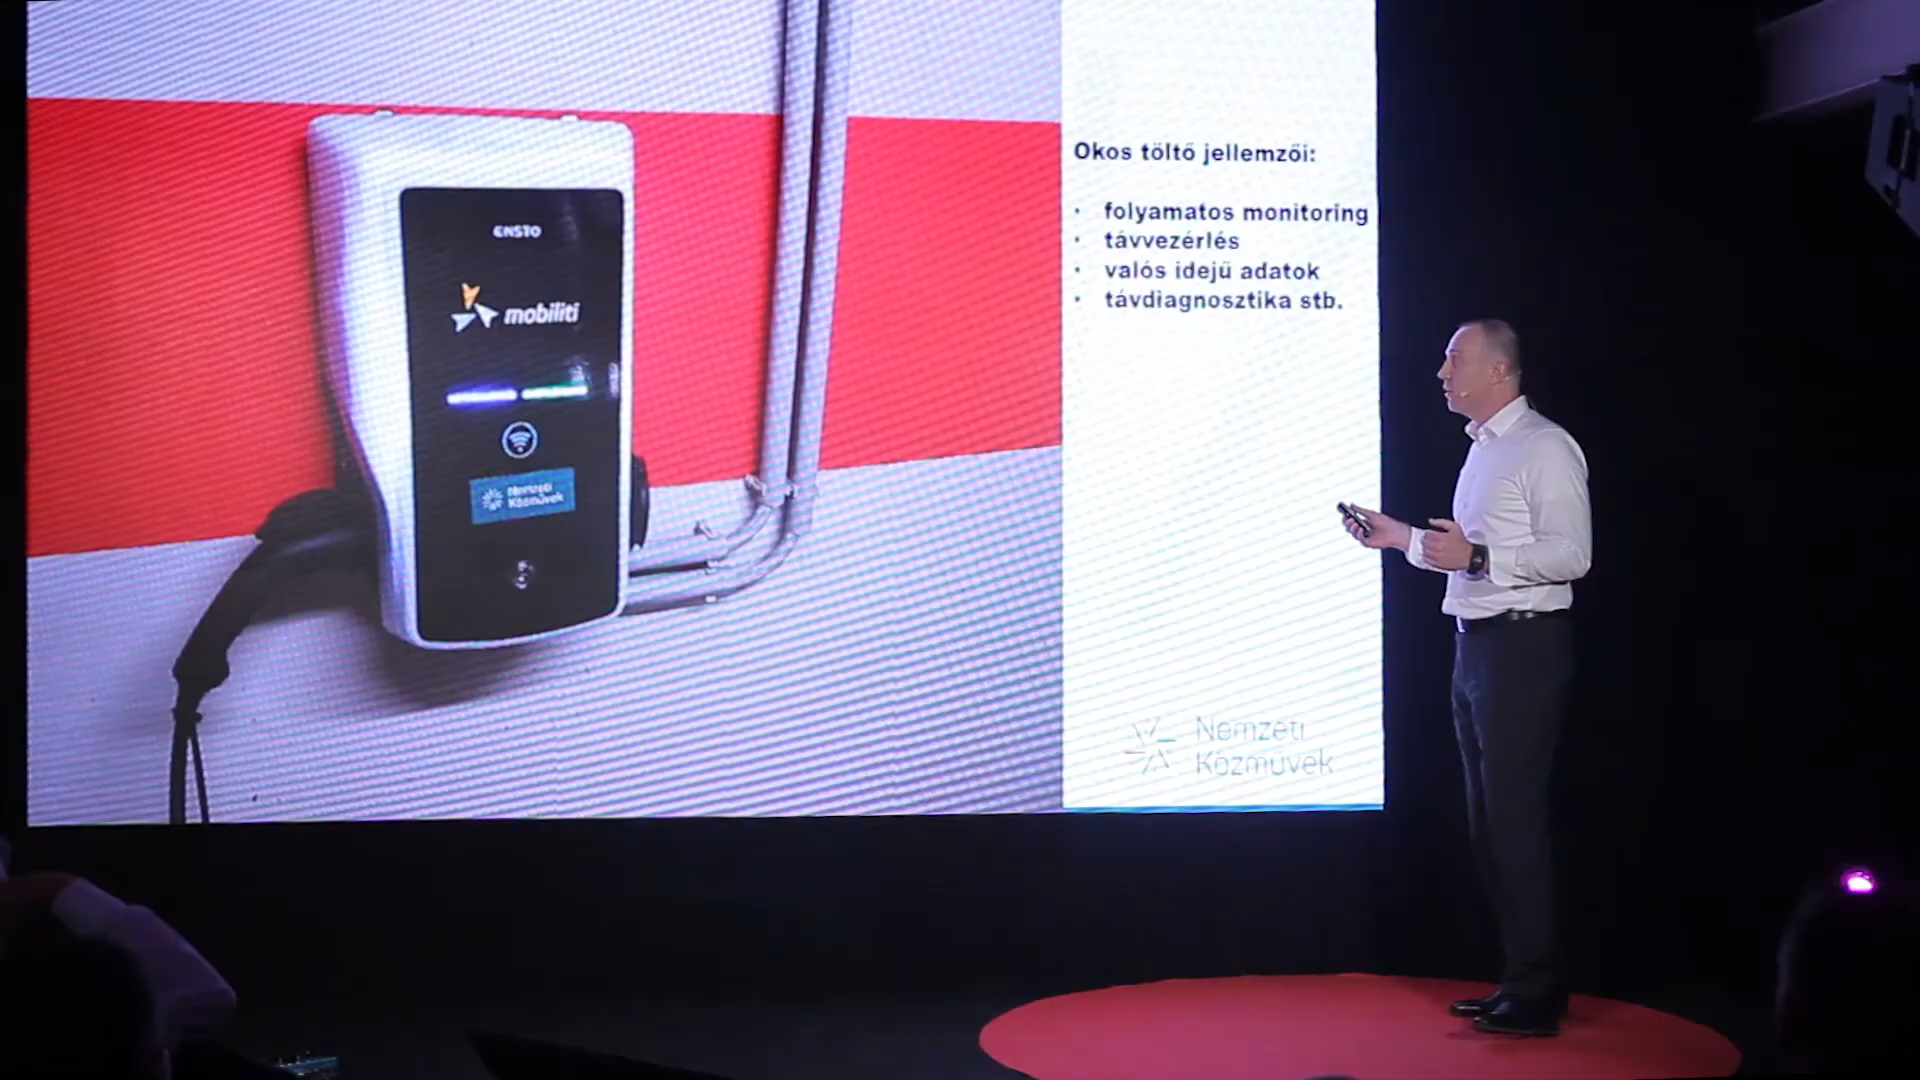 ENSTO
mobiliti
Nemzeti
Közművek
Okos töltő jellemzői:
• folyamatos monitoring
• távvezérlés
• valós idejű adatok
• távdiagnosztika stb.
Nemzeti
Közművek